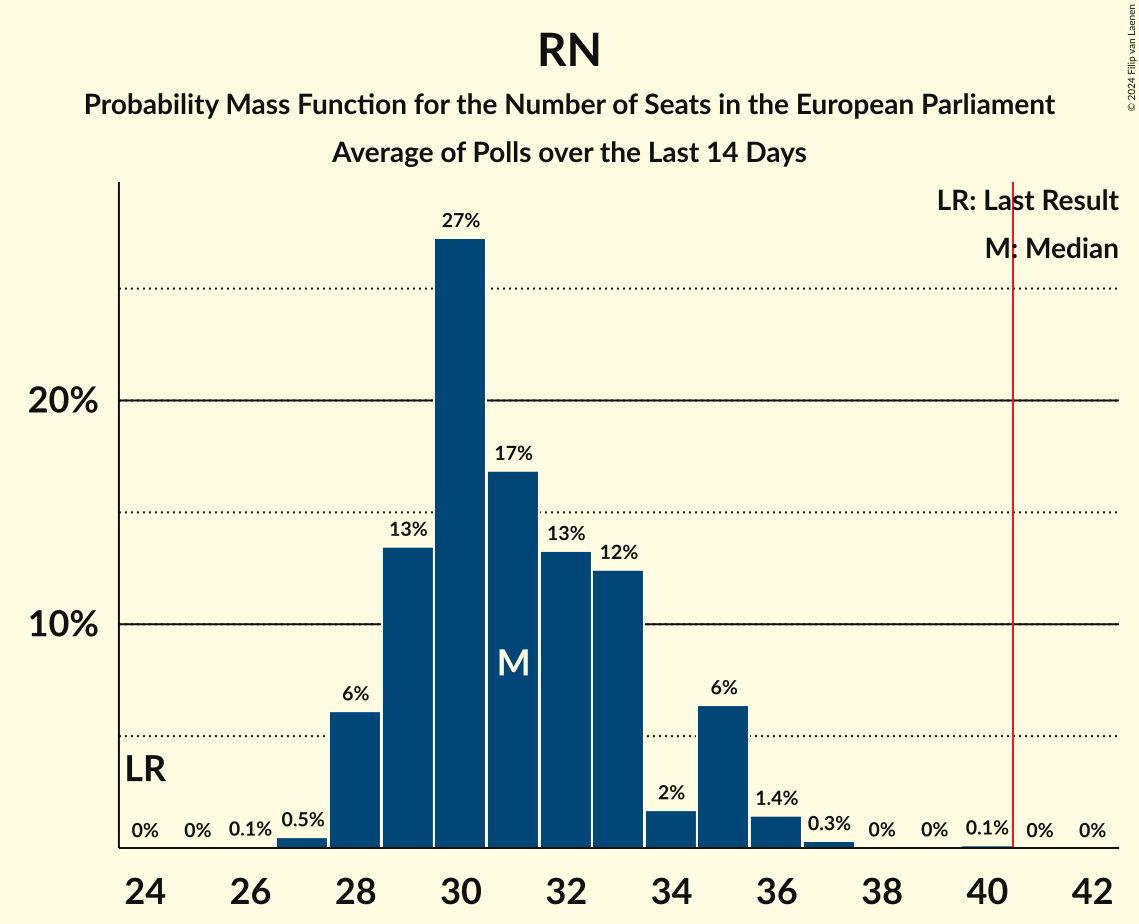 RN
Probability Mass Function for the Number of Seats in the European Parliament
Average of Polls over the Last 14 Days
© 2024 Filip van Laenen
LR: Last Result
M: Median
27%
20%
17%
13%
13%
12%
10%
M
6%
6%
LR
2%
1.4%
0% 0% 0.1% 0.5% 0.3% 0% 0% 0.1% 0% 0%
24 26 28 30 32 34 36 38 40 42